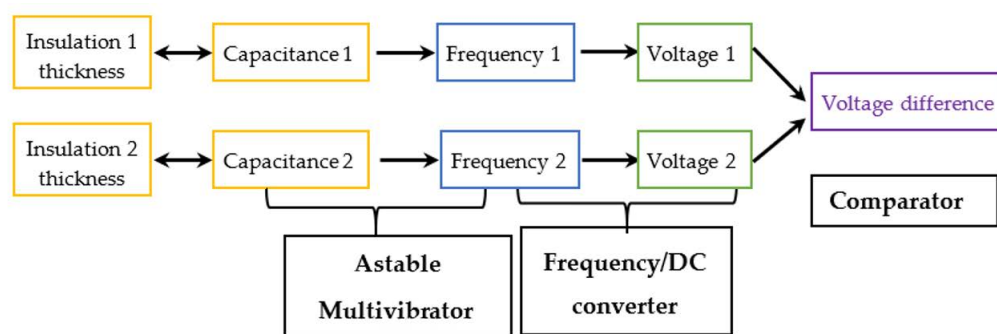 Insulation 1
thickness
Capacitance 1
Frequency 1
Voltage 1
Voltage difference
Insulation 2
thickness
Capacitance 2
Frequency 2
Voltage 2
Comparator
Astable
Multivibrator
Frequency/DC
converter